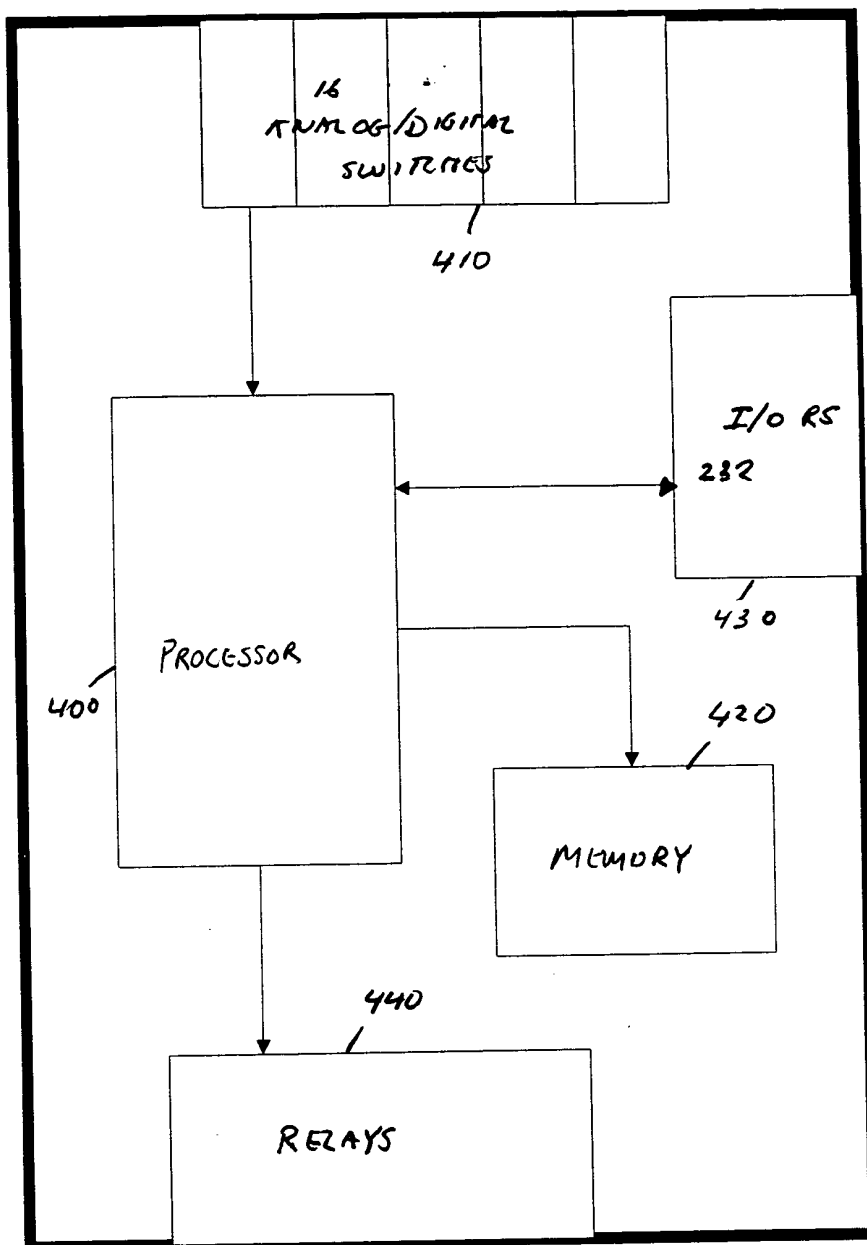 16
ANALOG/DIGITAL
SWITCHES
410
I/O RS
232
430
PROCESSOR
400
420
MEMORY
440
RELAYS